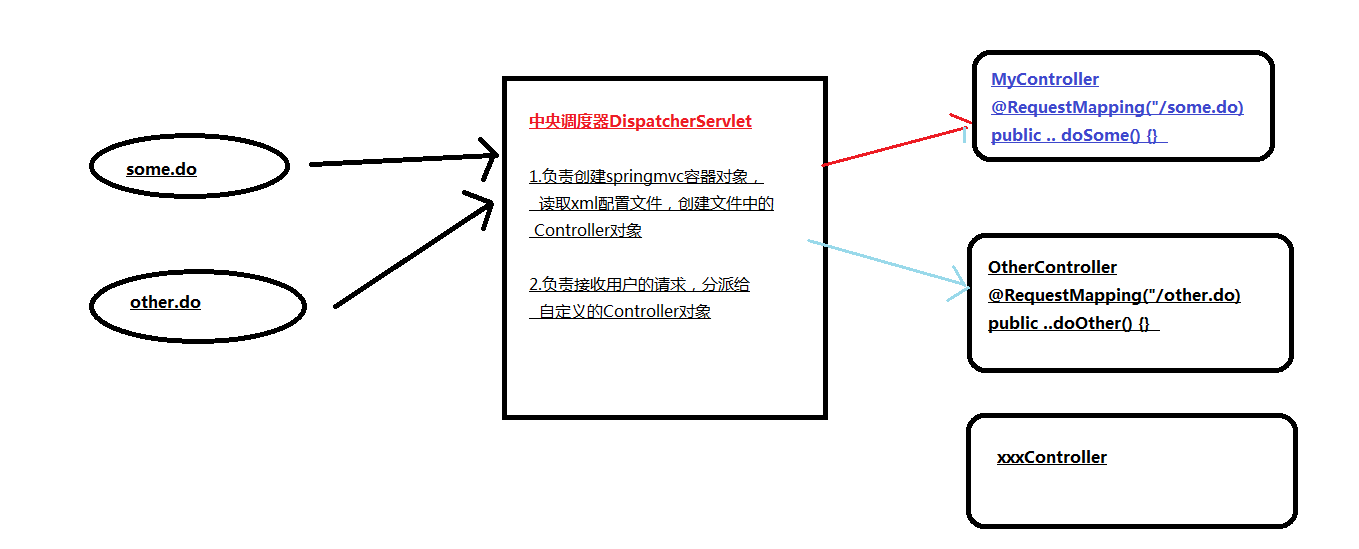 some.do
other.do
中央调度器DispatcherServlet
1.负责创建springmvc容器对象，
读取xml配置文件，创建文件中的
Controller对象
2.负责接收用户的请求，分派给
自定义的Controller对象
MyController
@RequestMapping("/some.do)
public .. doSome() {}
OtherController
@RequestMapping("/other.do)
public ..doOther() {}
xxxController